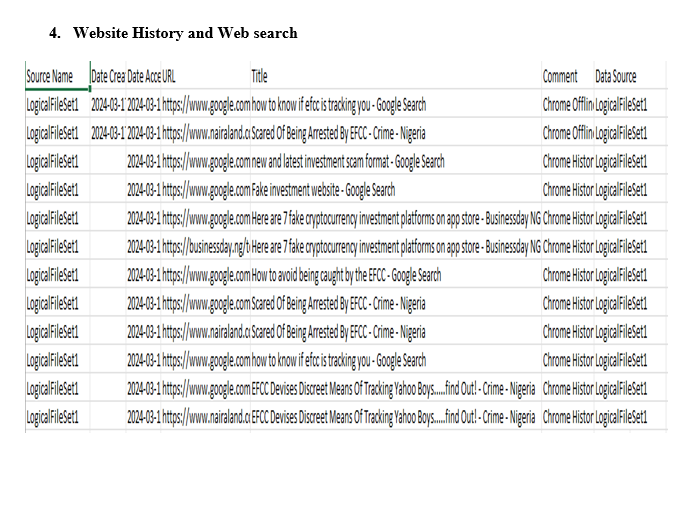 4. Website History and Web search
Source Name Date Crea Date Acce URL Title Comment Data Source
LogicalFileSet1 2024-03-1 2024-03-1 https://www.google.com how to know if efcc is tracking you - Google Search Chrome Offlin LogicalFileSet1
LogicalFileSet1 2024-03-1 2024-03-1 https://www.nairaland.co Scared Of Being Arrested By EFCC - Crime - Nigeria Chrome Offlin LogicalFileSet1
LogicalFileSet1 2024-03-1 https://www.google.com new and latest investment scam format - Google Search Chrome Histor LogicalFileSet1
LogicalFileSet1 2024-03-1 https://www.google.com Fake investment website - Google Search Chrome Histor LogicalFileSet1
LogicalFileSet1 2024-03-1 https://www.google.com Here are 7 fake cryptocurrency investment platforms on app store - Businessday NG Chrome Histor LogicalFileSet1
LogicalFileSet1 2024-03-1 https://businessday.ng/t Here are 7 fake cryptocurrency investment platforms on app store - Businessday NG Chrome Histor LogicalFileSet1
LogicalFileSet1 2024-03-1 https://www.google.com How to avoid being caught by the EFCC - Google Search Chrome Histor LogicalFileSet1
LogicalFileSet1 2024-03-1 https://www.google.com Scared Of Being Arrested By EFCC - Crime - Nigeria Chrome Histor LogicalFileSet1
LogicalFileSet1 2024-03-1 https://www.nairaland.co Scared Of Being Arrested By EFCC - Crime - Nigeria Chrome Histor LogicalFileSet1
LogicalFileSet1 2024-03-1 https://www.google.com how to know if efcc is tracking you - Google Search Chrome Histor LogicalFileSet1
LogicalFileSet1 2024-03-1 https://www.google.com EFCC Devises Discreet Means Of Tracking Yahoo Boys.....find Out! - Crime - Nigeria Chrome Histor LogicalFileSet1
LogicalFileSet1 2024-03-1 https://www.nairaland.co EFCC Devises Discreet Means Of Tracking Yahoo Boys.....find Out! - Crime - Nigeria Chrome Histor LogicalFileSet1